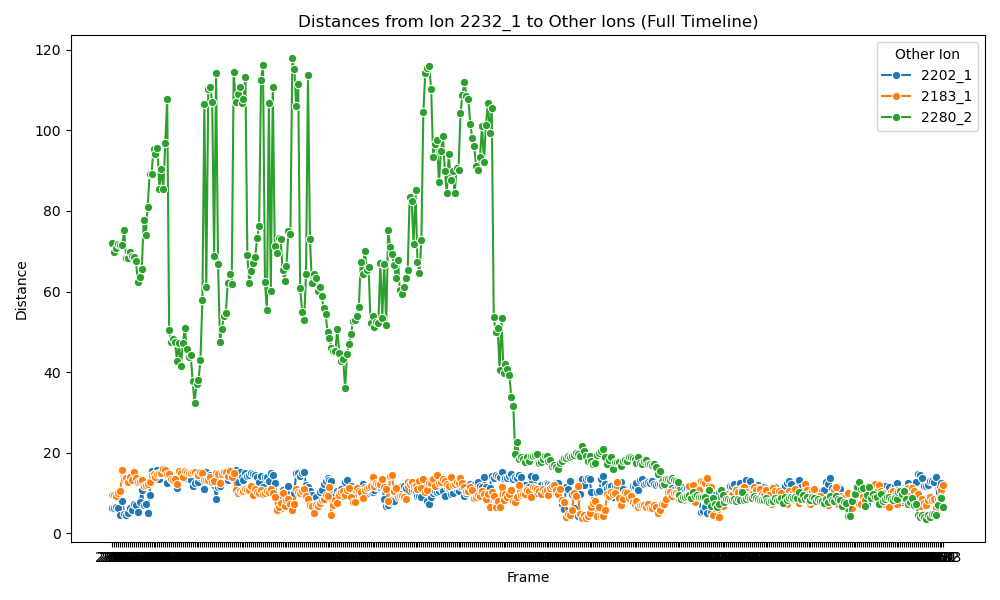 Distances from Ion 2232_1 to Other Ions (Full Timeline)
Other Ion
2202_1
2183_1
2280_2
120
100
80
60
40
20
0
Distance
Frame